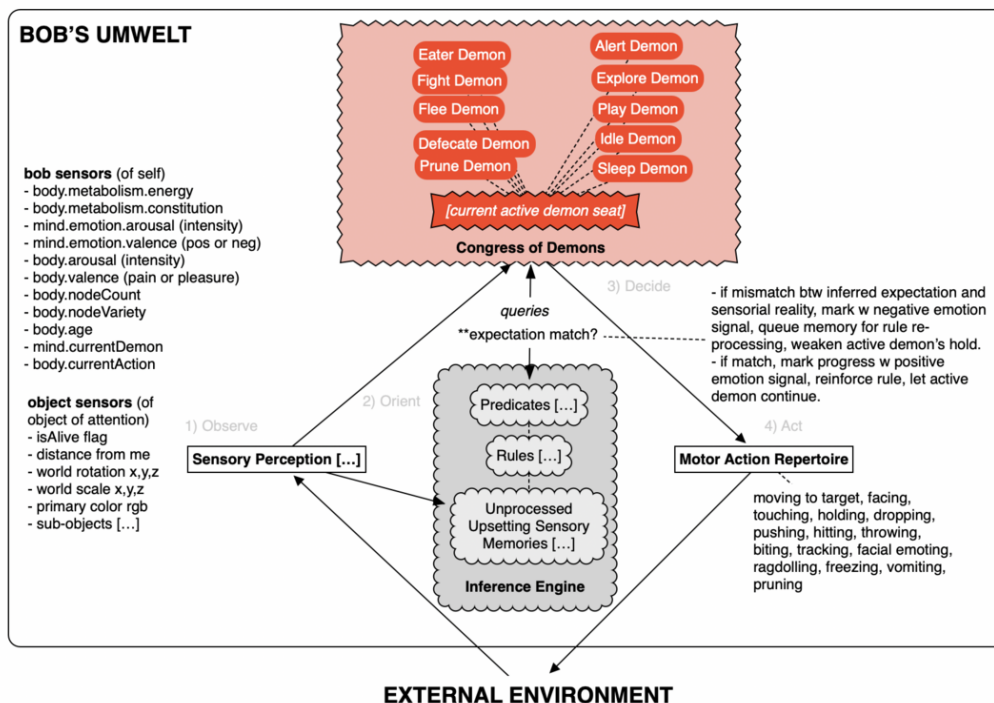 BOB'S UMWELT
Eater Demon
Fight Demon
Flee Demon
Defecate Demon
Prune Demon
Alert Demon
Explore Demon
Play Demon
Idle Demon
Sleep Demon
[current active demon seat]
Congress of Demons
bob sensors (of self)
- body.metabolism.energy
- body.metabolism.constitution
- mind.emotion.arousal (intensity)
- mind.emotion.valence (pos or neg)
- body.arousal (intensity)
- body.valence (pain or pleasure)
- body.nodeCount
- body.nodeVariety
- body.age
- mind.currentDemon
- body.currentAction
object sensors (of
object of attention)
- isAlive flag
- distance from me
- world rotation x,y,z
- world scale x,y,z
- primary color rgb
- sub-objects [...]
1) Observe
Sensory Perception [...]
2) Orient
queries
**expectation match?
Predicates [...]
Rules [...]
Unprocessed
Upsetting Sensory
Memories [...]
Inference Engine
3) Decide
- if mismatch btw inferred expectation and
sensorial reality, mark w negative emotion
signal, queue memory for rule re-
processing, weaken active demon's hold.
- if match, mark progress w positive
emotion signal, reinforce rule, let active
demon continue.
4) Act
Motor Action Repertoire
moving to target, facing,
touching, holding, dropping,
pushing, hitting, throwing,
biting, tracking, facial emoting,
ragdolling, freezing, vomiting,
pruning
EXTERNAL ENVIRONMENT